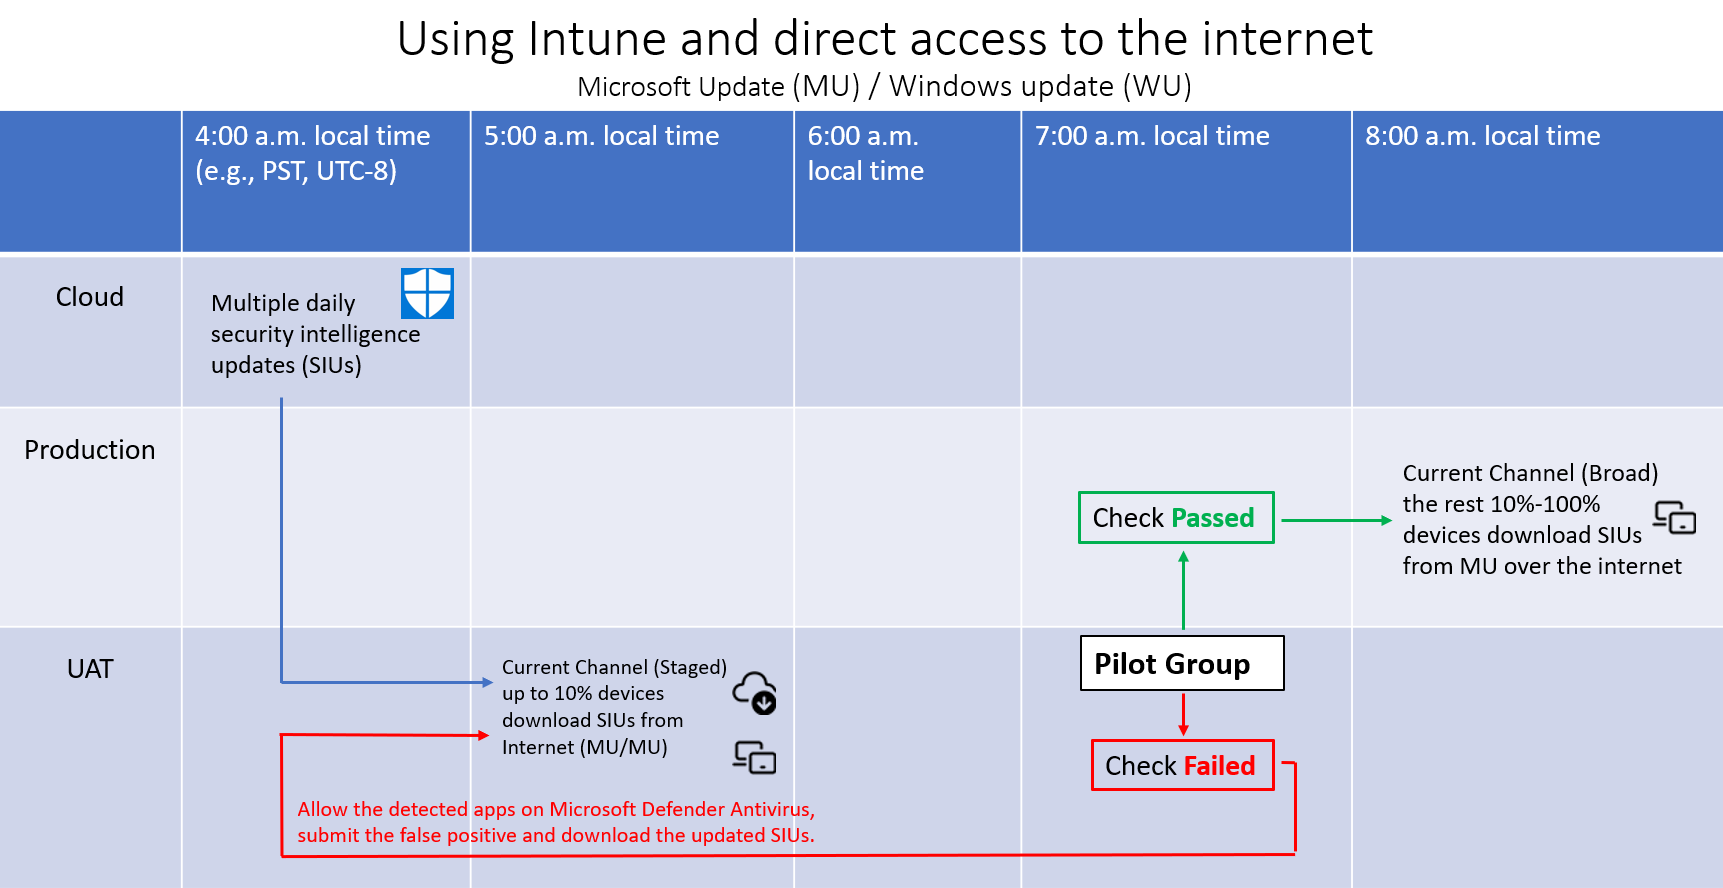 Using Intune and direct access to the internet
Microsoft Update (MU) / Windows update (WU)
4:00 a.m. local time
(e.g., PST, UTC-8)
5:00 a.m. local time
6:00 a.m.
local time
7:00 a.m. local time
8:00 a.m. local time
Cloud
Multiple daily
security intelligence
updates (SIUs)
Production
Check Passed
Current Channel (Broad)
the rest 10%-100%
devices download SIUs
from MU over the internet
UAT
Current Channel (Staged)
up to 10% devices
download SIUs from
Internet (MU/MU)
Pilot Group
Check Failed
Allow the detected apps on Microsoft Defender Antivirus,
submit the false positive and download the updated SIUs.